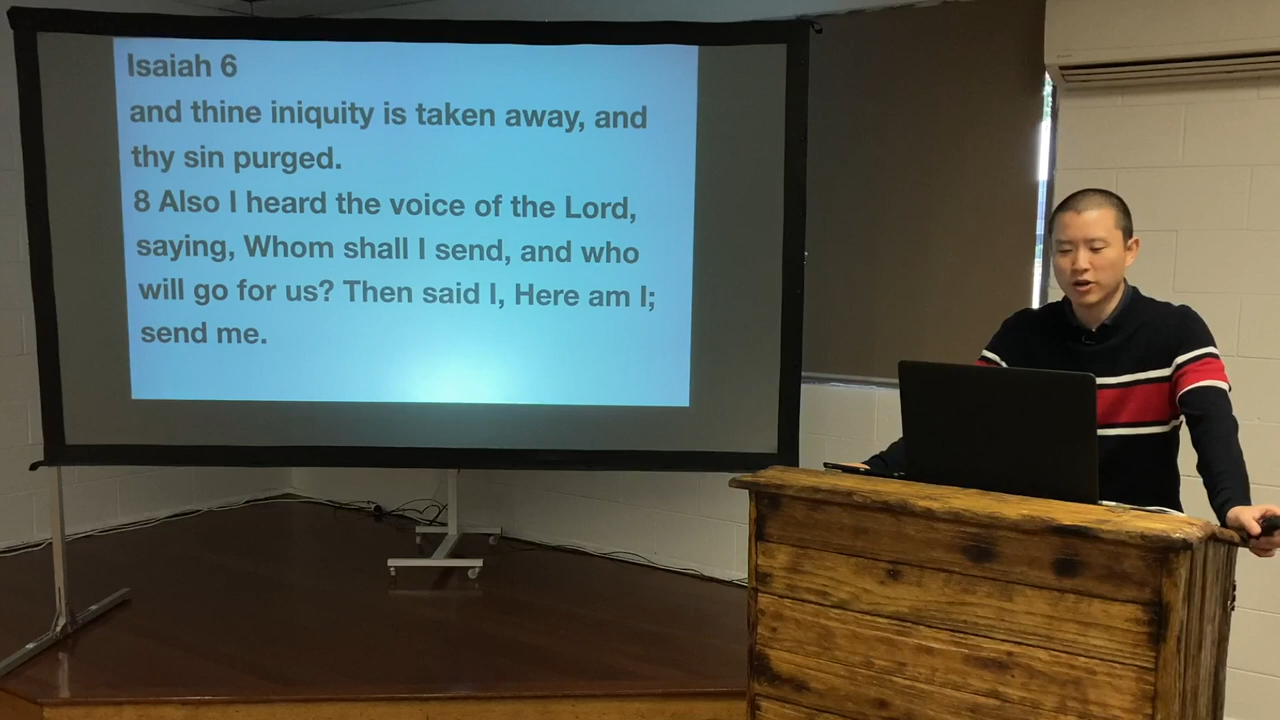 Isaiah 6
and thine iniquity is taken away, and
thy sin purged.
8 Also I heard the voice of the Lord,
saying, Whom shall I send, and who
will go for us? Then said I, Here am I;
send me.